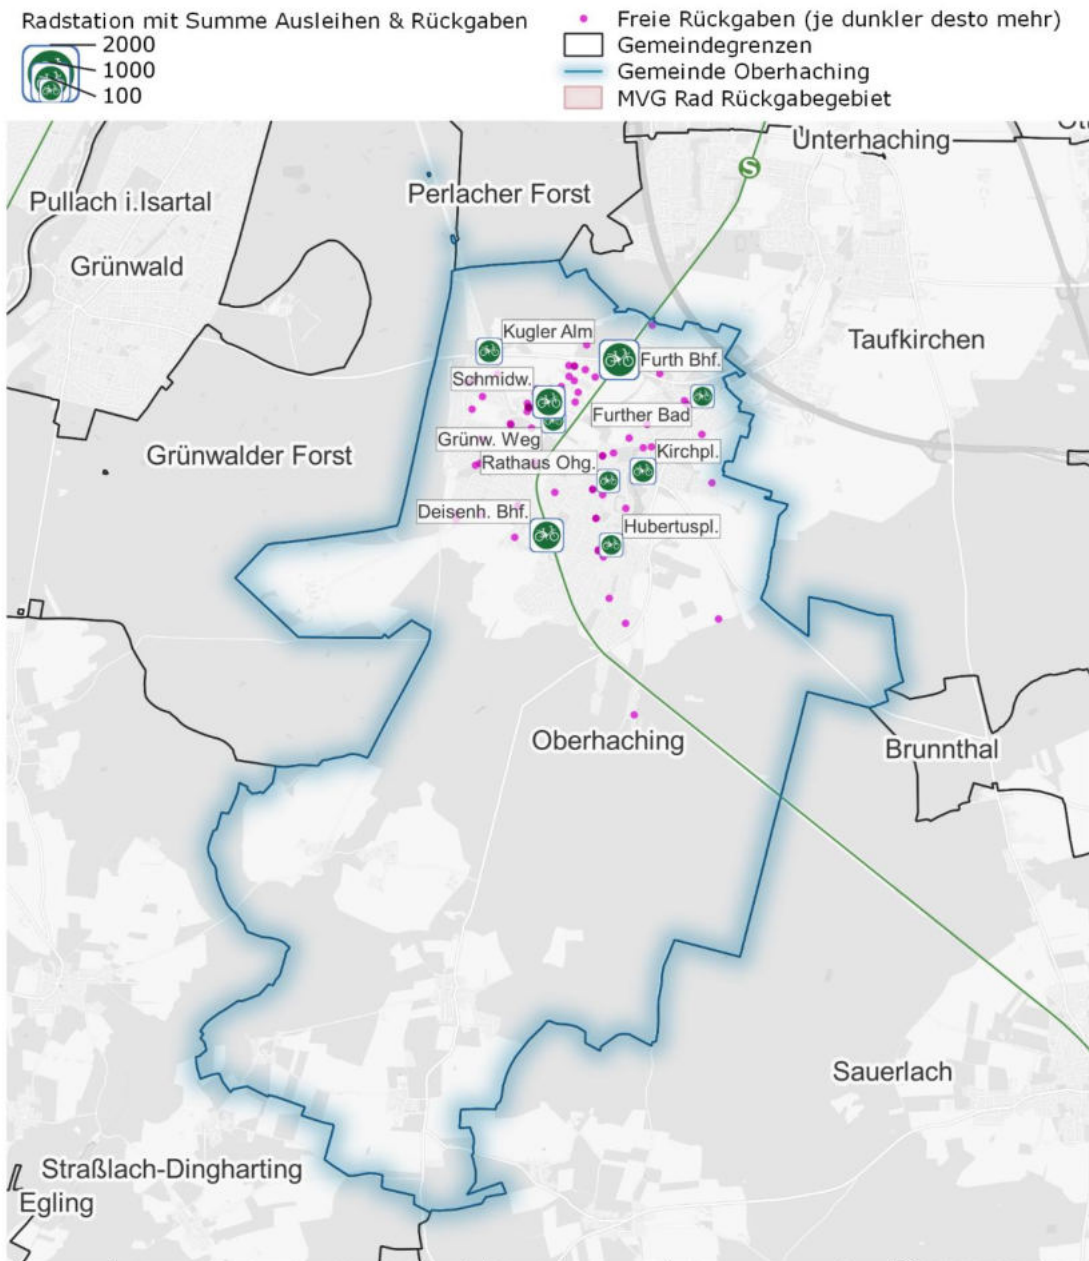 Radstation mit Summe Ausleihen & Rückgaben
2000
1000
100
Freie Rückgaben (je dunkler desto mehr)
Gemeindegrenzen
Gemeinde Oberhaching
MVG Rad Rückgabegebiet
Unterhaching
S
Pullach i.Isartal
Perlacher Forst
Grünwald
Kugler Alm
Furth Bhf.
Taufkirchen
Schmidw.
Further Bad
Grünw. Weg
Grünwalder Forst
Rathaus Ohg.
Kirchpl.
Deisenh. Bhf.
Hubertuspl.
Oberhaching
Brunnthal
Sauerlach
Straßlach-Dingharting
Egling